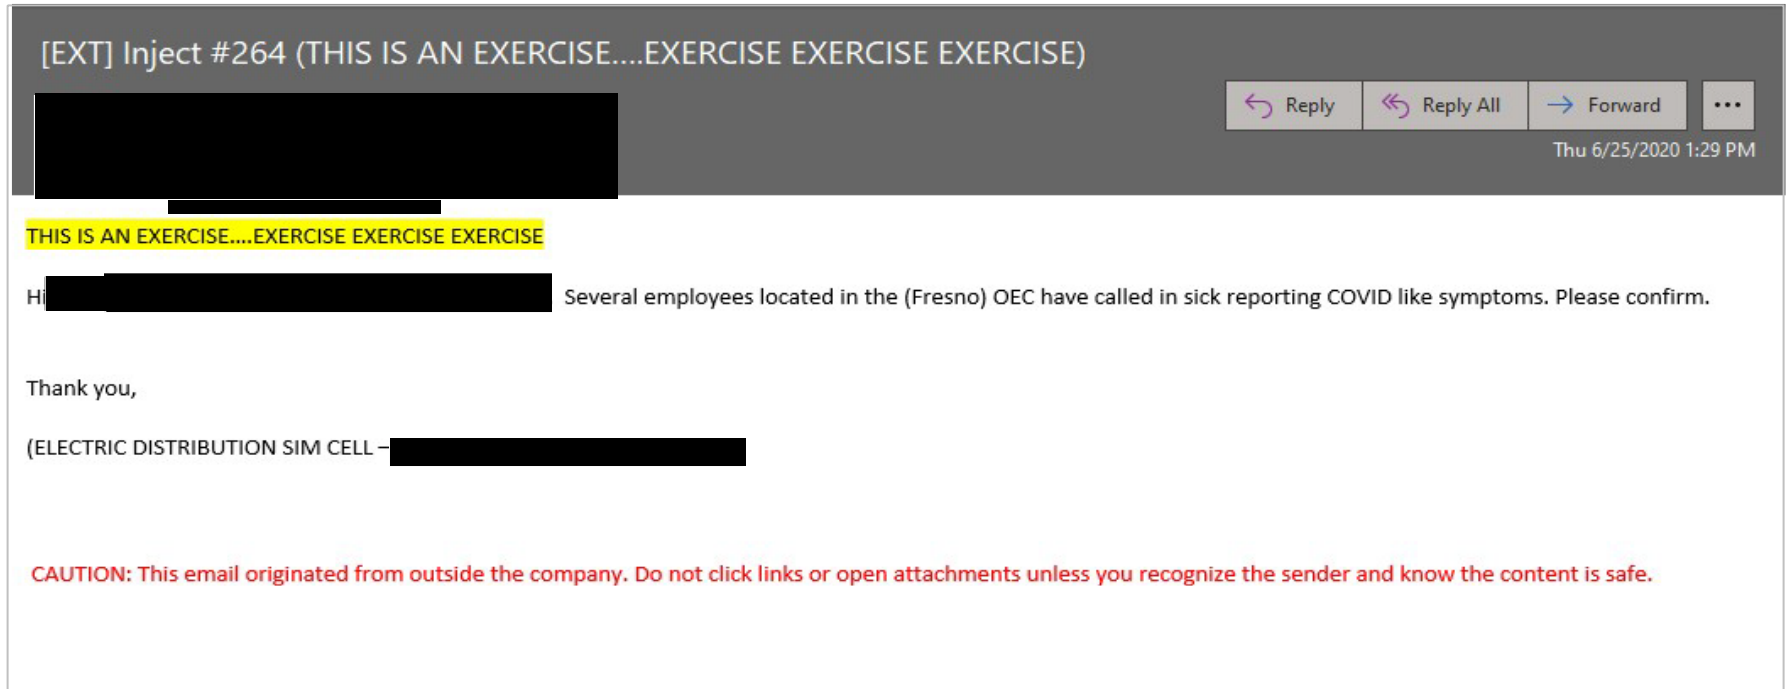 [EXT] Inject #264 (THIS IS AN EXERCISE....EXERCISE EXERCISE EXERCISE)
Reply
Reply All
Forward
Thu 6/25/2020 1:29 PM
THIS IS AN EXERCISE....EXERCISE EXERCISE EXERCISE
Hi Several employees located in the (Fresno) OEC have called in sick reporting COVID like symptoms. Please confirm.
Thank you,
(ELECTRIC DISTRIBUTION SIM CELL –
CAUTION: This email originated from outside the company. Do not click links or open attachments unless you recognize the sender and know the content is safe.